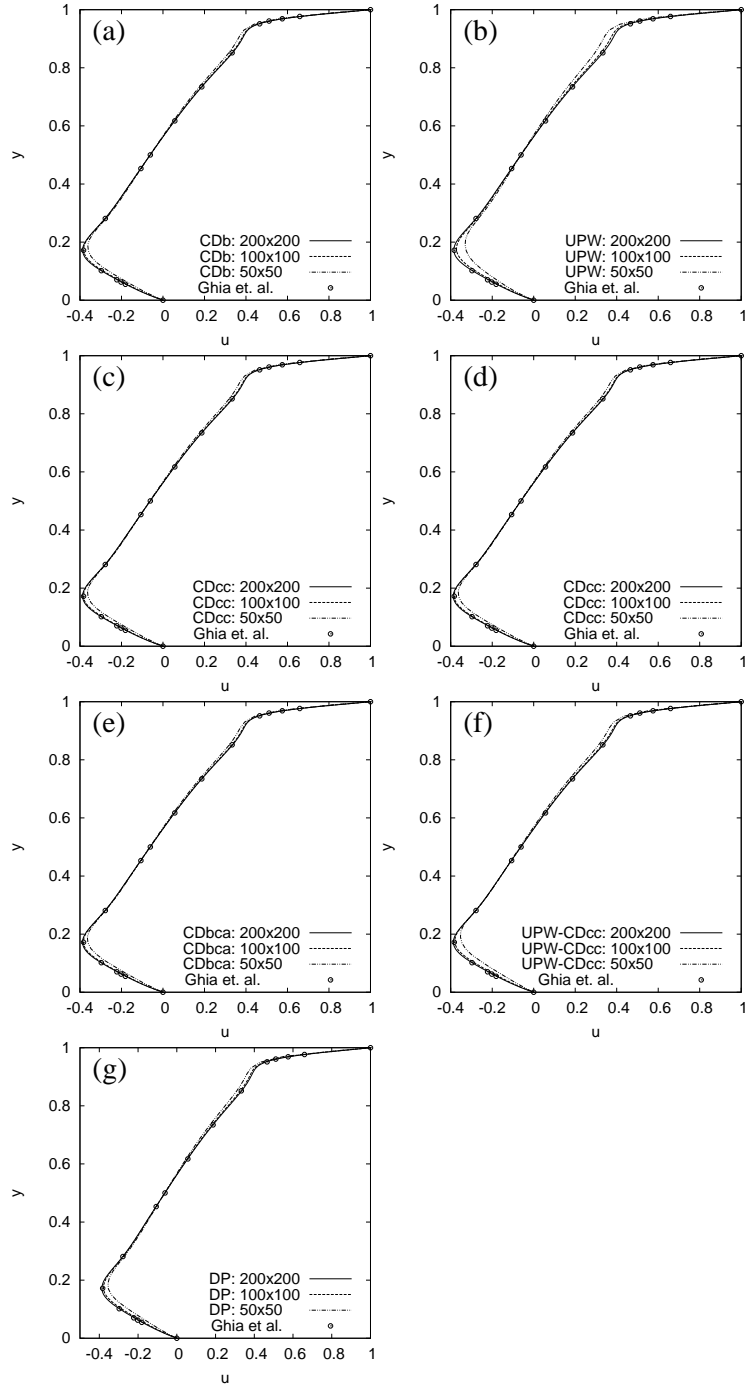 (a)
1
0.8
0.6
0.4
0.2
0
y
CDb: 200x200
CDb: 100x100
CDb: 50x50
Ghia et. al.
-0.4 -0.2 0 0.2 0.4 0.6 0.8 1
u
(b)
1
0.8
0.6
0.4
0.2
0
y
UPW: 200x200
UPW: 100x100
UPW: 50x50
Ghia et. al.
-0.4 -0.2 0 0.2 0.4 0.6 0.8 1
u
(c)
1
0.8
0.6
0.4
0.2
0
y
CDcc: 200x200
CDcc: 100x100
CDcc: 50x50
Ghia et. al.
-0.4 -0.2 0 0.2 0.4 0.6 0.8 1
u
(d)
1
0.8
0.6
0.4
0.2
0
y
CDcc: 200x200
CDcc: 100x100
CDcc: 50x50
Ghia et. al.
-0.4 -0.2 0 0.2 0.4 0.6 0.8 1
u
(e)
1
0.8
0.6
0.4
0.2
0
y
CDbca: 200x200
CDbca: 100x100
CDbca: 50x50
Ghia et. al.
-0.4 -0.2 0 0.2 0.4 0.6 0.8 1
u
(f)
1
0.8
0.6
0.4
0.2
0
y
UPW-CDcc: 200x200
UPW-CDcc: 100x100
UPW-CDcc: 50x50
Ghia et. al.
-0.4 -0.2 0 0.2 0.4 0.6 0.8 1
u
(g)
1
0.8
0.6
0.4
0.2
0
y
DP: 200x200
DP: 100x100
DP: 50x50
Ghia et al.
-0.4 -0.2 0 0.2 0.4 0.6 0.8 1
u